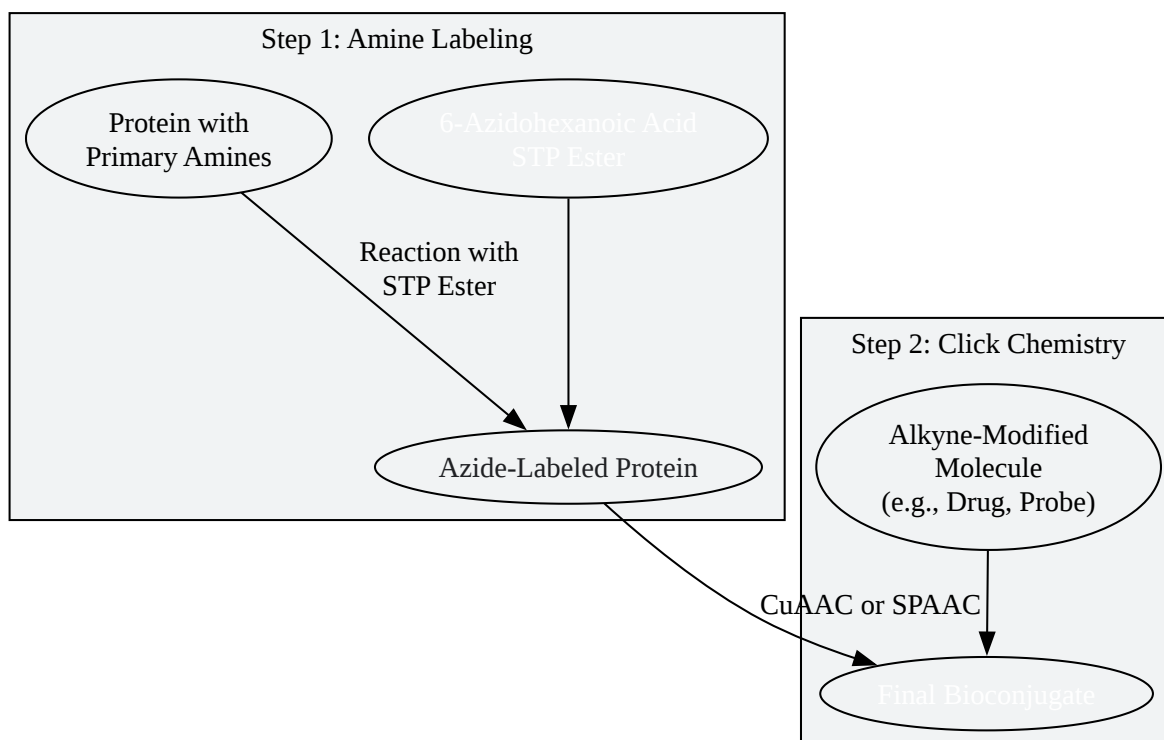 Step 1: Amine Labeling
Protein with
Primary Amines
6-Azidohexanoic Acid
STP Ester
Reaction with
STP Ester
Azide-Labeled Protein
Step 2: Click Chemistry
Alkyne-Modified
Molecule
(e.g., Drug, Probe)
CuAAC or SPAAC
Final Bioconjugate